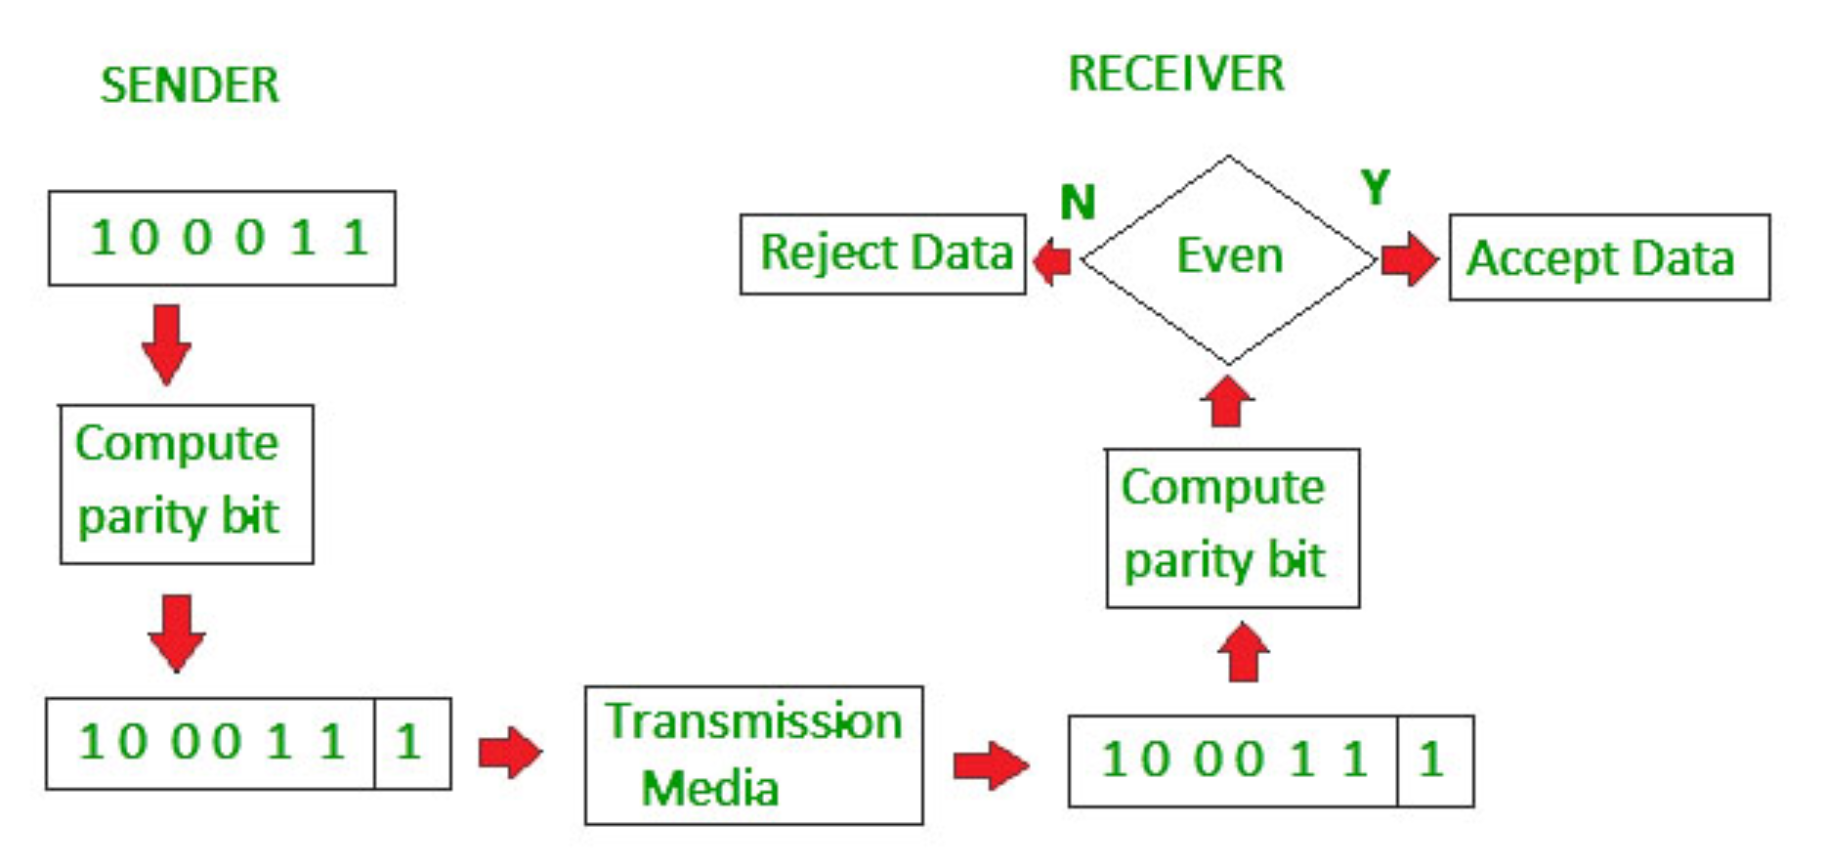 SENDER
1 0 0 0 1 1
Compute
parity bit
1 0 0 0 1 1 1
Transmission
Media
RECEIVER
1 0 0 0 1 1 1
Compute
parity bit
Even
N
Reject Data
Y
Accept Data